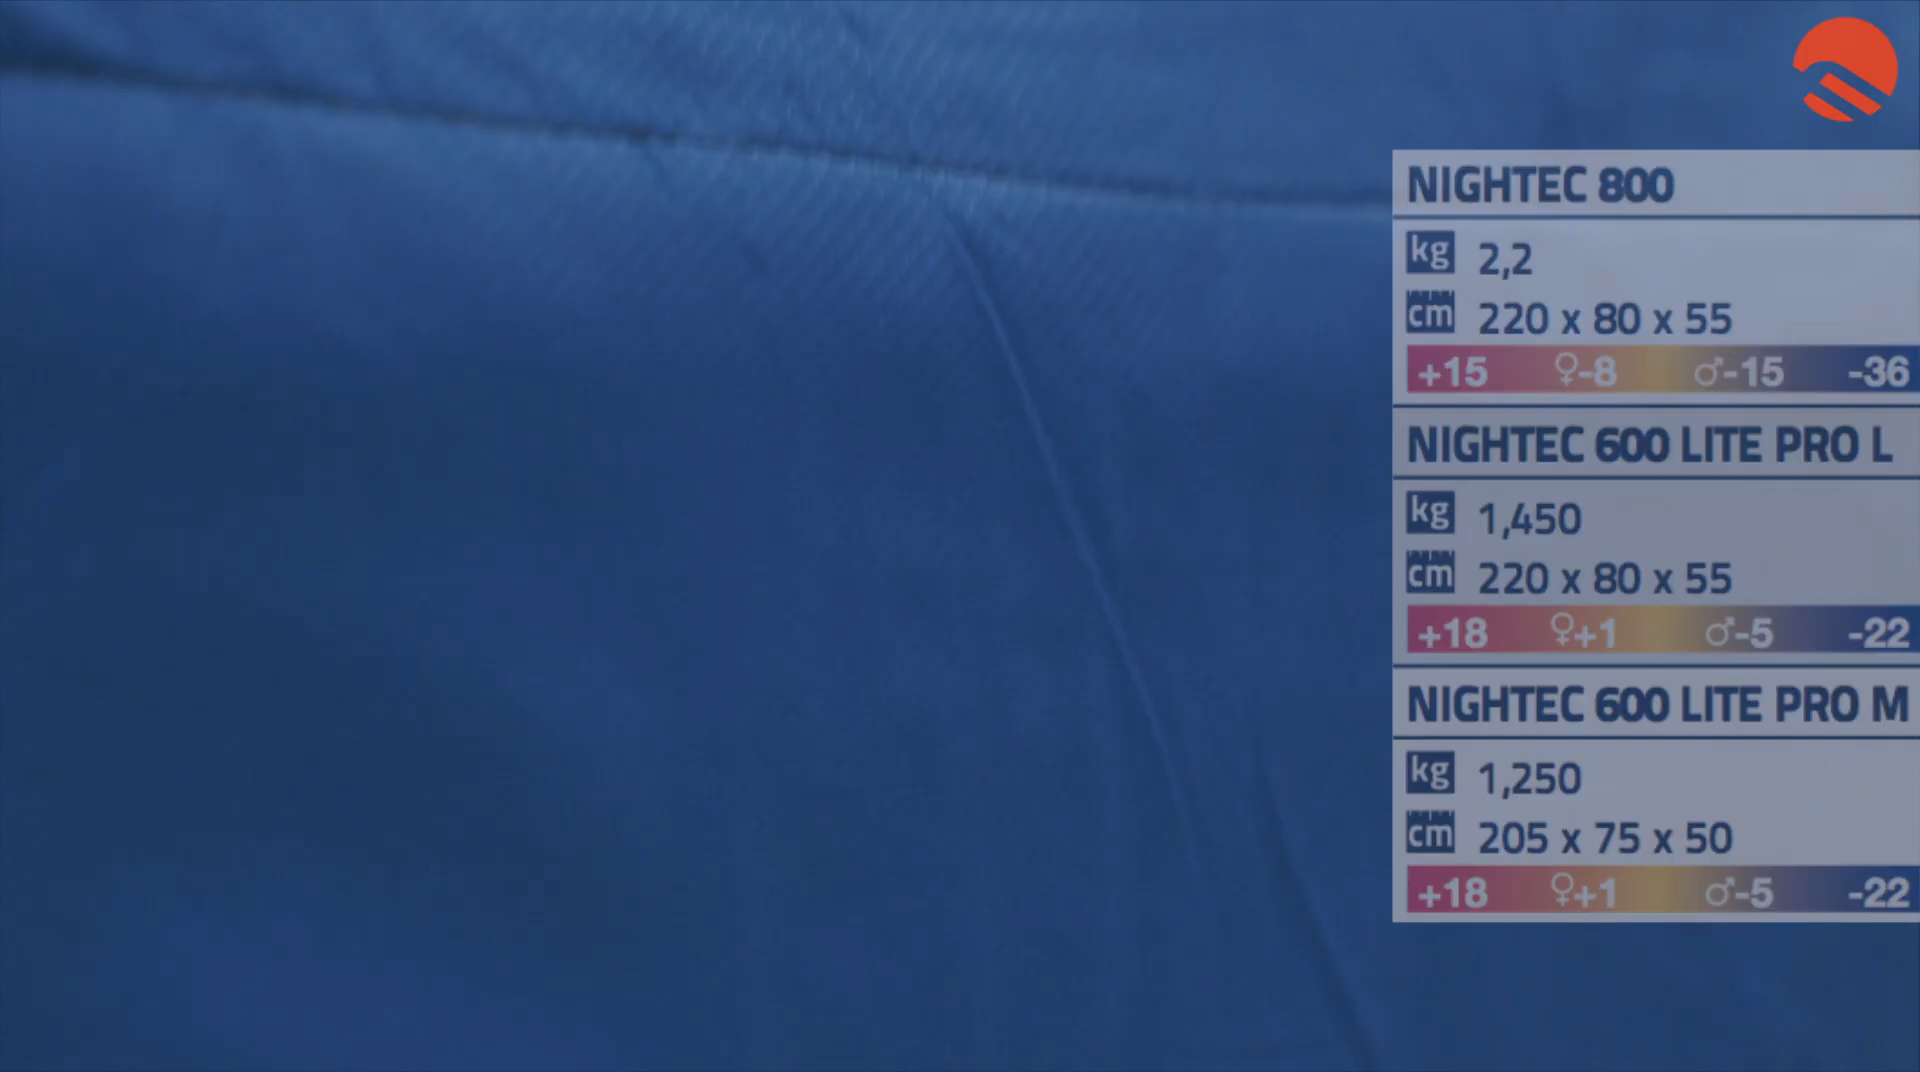 NIGHTEC 800
kg 2,2
cm 220 x 80 x 55
+15 ♀-8 ♂-15 -36
NIGHTEC 600 LITE PRO L
kg 1,450
cm 220 x 80 x 55
+18 ♀+1 ♂-5 -22
NIGHTEC 600 LITE PRO M
kg 1,250
cm 205 x 75 x 50
+18 ♀+1 ♂-5 -22